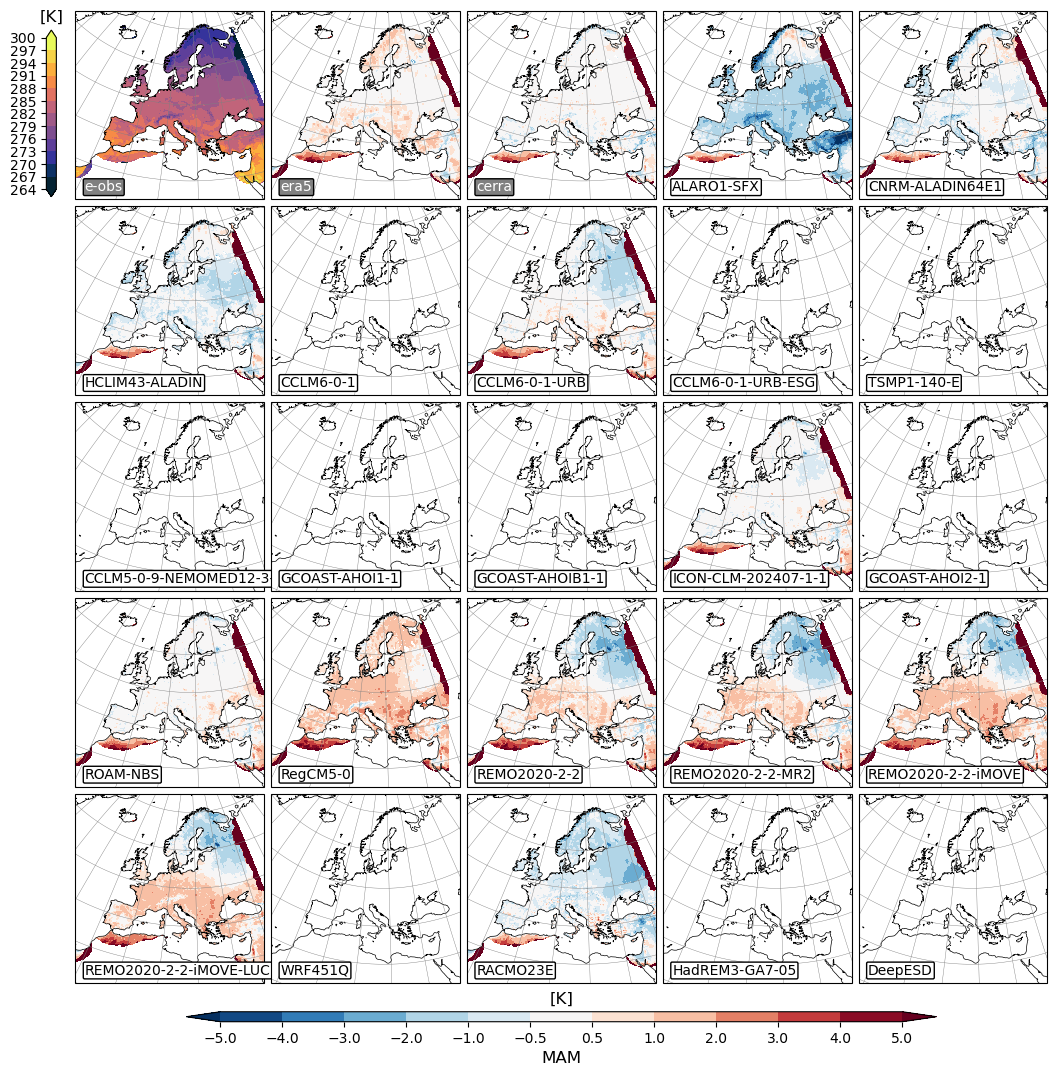 [K]
300
297
294
291
288
285
282
279
276
273
270
267
264
e-obs
era5
cerra
ALARO1-SFX
CNRM-ALADIN64E1
HCLIM43-ALADIN
CCLM6-0-1
CCLM6-0-1-URB
CCLM6-0-1-URB-ESG
TSMP1-140-E
CCLM5-0-9-NEMOMED12-3-
GCOAST-AHOI1-1
GCOAST-AHOIB1-1
ICON-CLM-202407-1-1
GCOAST-AHOI2-1
ROAM-NBS
RegCM5-0
REMO2020-2-2
REMO2020-2-2-MR2
REMO2020-2-2-iMOVE
REMO2020-2-2-iMOVE-LUC
WRF451Q
RACMO23E
HadREM3-GA7-05
DeepESD
[K]
−5.0 −4.0 −3.0 −2.0 −1.0 −0.5 0.5 1.0 2.0 3.0 4.0 5.0
MAM